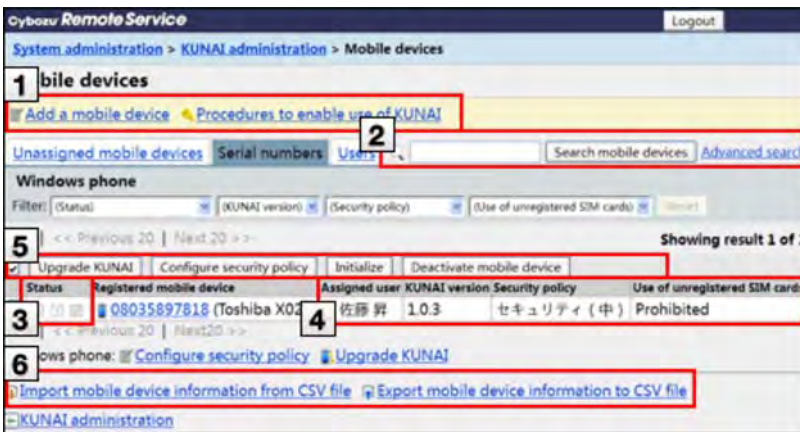 Cybozu Remote Service Logout
System administration > KUNAI administration > Mobile devices
1 bile devices
Add a mobile device Procedures to enable use of KUNAI
2
Unassigned mobile devices Serial numbers Users Search mobile devices Advanced search
Windows phone
Filter: (Status) (KUNAI version) (Security policy) (Use of unregistered SIM cards) Reset
5 | << Previous 20 | Next 20 >> Showing result 1 of
Upgrade KUNAI Configure security policy Initialize Deactivate mobile device
Status Registered mobile device Assigned user KUNAI version Security policy Use of unregistered SIM cards
3 08035897818 (Toshiba X02 4 佐藤 昇 1.0.3 セキュリティ (中) Prohibited
<< Previous 20 | Next20 >>
6 ows phone: Configure security policy Upgrade KUNAI
Import mobile device information from CSV file Export mobile device information to CSV file
KUNAI administration